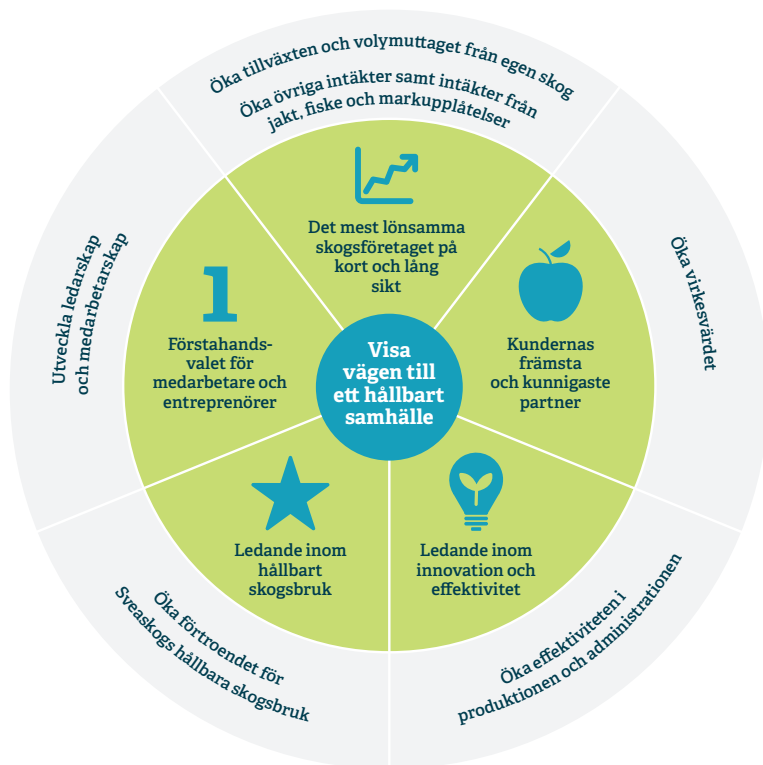 Öka tillväxten och volymuttaget från egen skog
Öka övriga intäkter samt intäkter från
jakt, fiske och markupplåtelser
Det mest lönsamma
skogsföretaget på
kort och lång
sikt
Öka virkesvärdet
Kundernas
främsta
och kunnigaste
partner
Öka effektiviteten i
produktionen och administrationen
Ledande inom
innovation och
effektivitet
Öka förtroendet för
Sveaskogs hållbara skogsbruk
Ledande inom
hållbart
skogsbruk
Utveckla ledarskap
och medarbetarskap
1
Förstahands-
valet för
medarbetare och
entreprenörer
Visa
vägen till
ett hållbart
samhälle